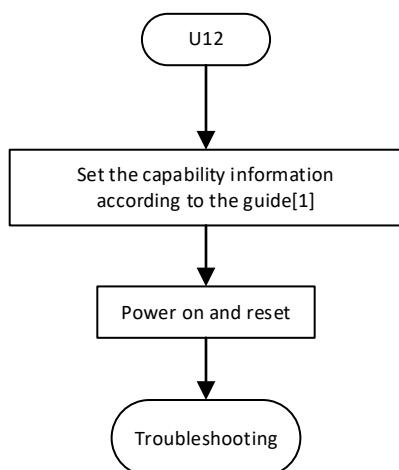 U12
Set the capability information
according to the guide[1]
Power on and reset
Troubleshooting